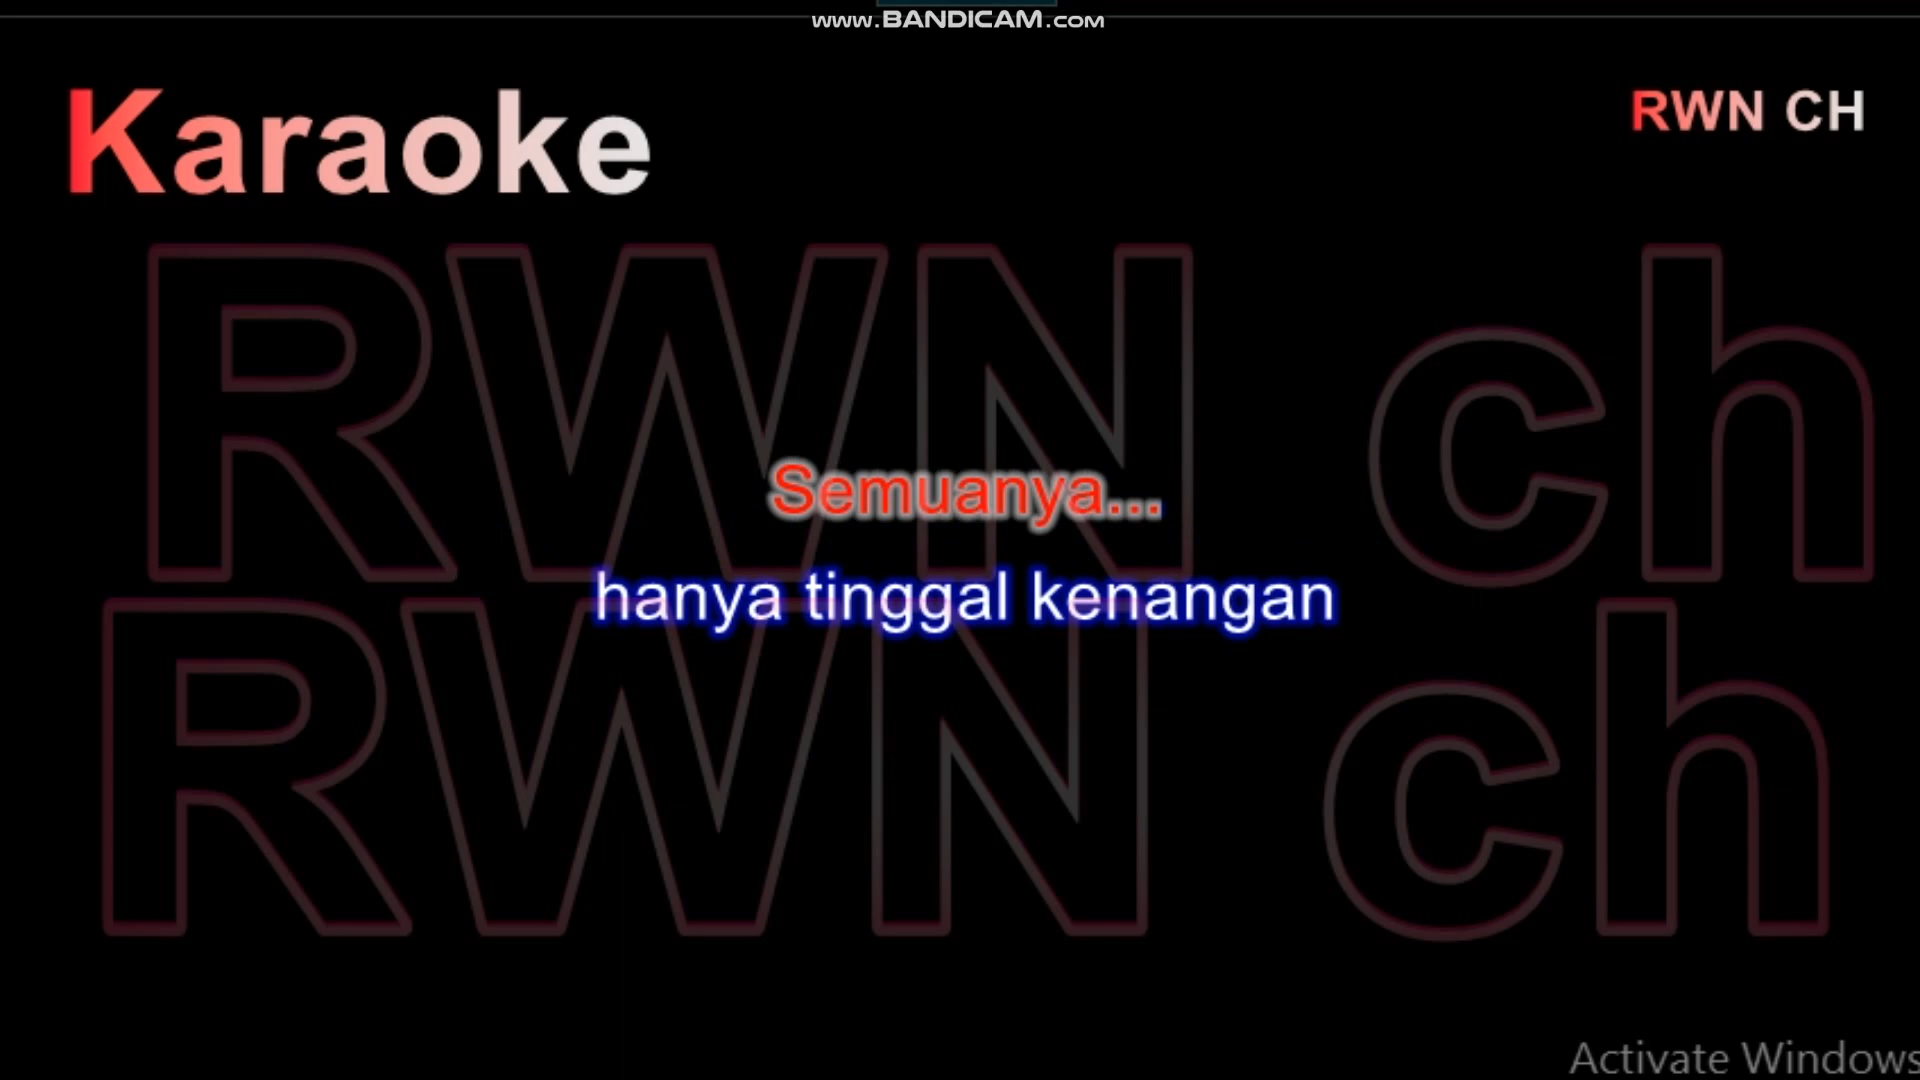 www.BANDICAM.com
Karaoke
RWN CH
RWN ch
Semuanya...
hanya tinggal kenangan
RWN ch
Activate Windows